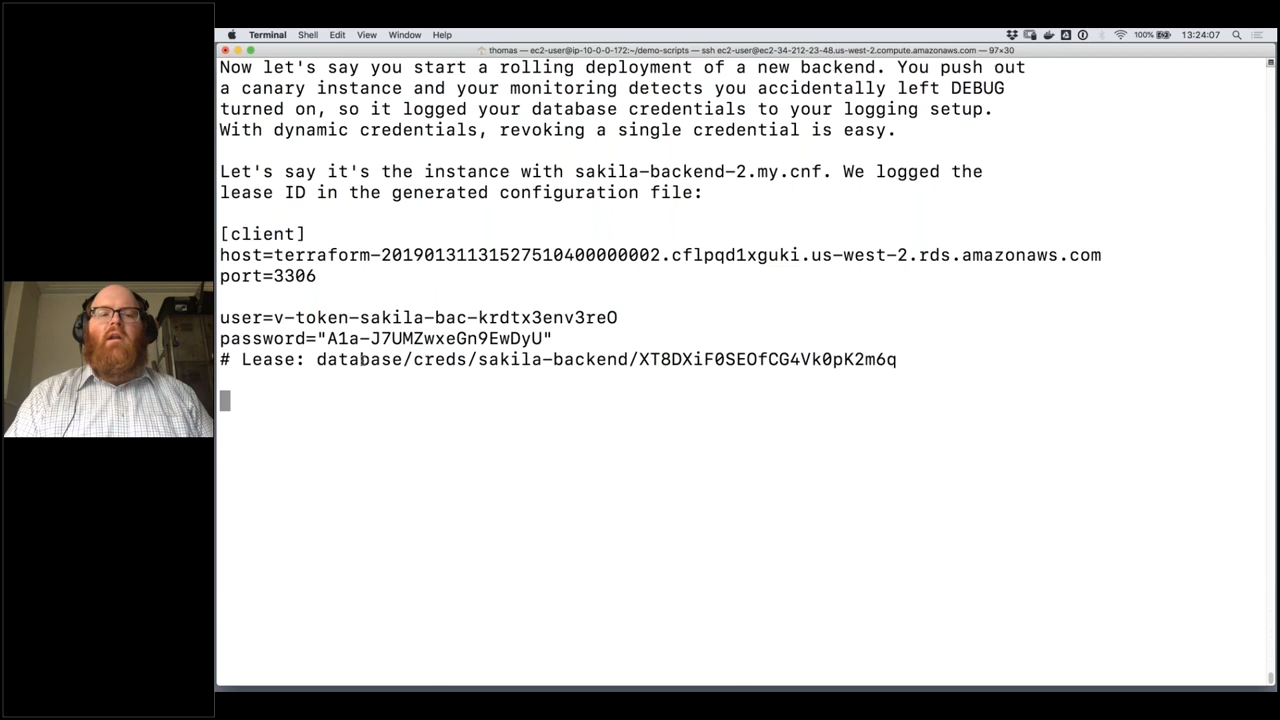 Terminal Shell Edit View Window Help 100% 13:24:07
thomas — ec2-user@ip-10-0-0-172:~/demo-scripts — ssh ec2-user@ec2-34-212-23-48.us-west-2.compute.amazonaws.com — 97×30
Now let's say you start a rolling deployment of a new backend. You push out
a canary instance and your monitoring detects you accidentally left DEBUG
turned on, so it logged your database credentials to your logging setup.
With dynamic credentials, revoking a single credential is easy.
Let's say it's the instance with sakila-backend-2.my.cnf. We logged the
lease ID in the generated configuration file:
[client]
host=terraform-20190131131527510400000002.cflpqd1xguki.us-west-2.rds.amazonaws.com
port=3306
user=v-token-sakila-bac-krdtx3env3reO
password="A1a-J7UMZwxeGn9EwDyU"
# Lease: database/creds/sakila-backend/XT8DXiF0SEOfCG4Vk0pK2m6q